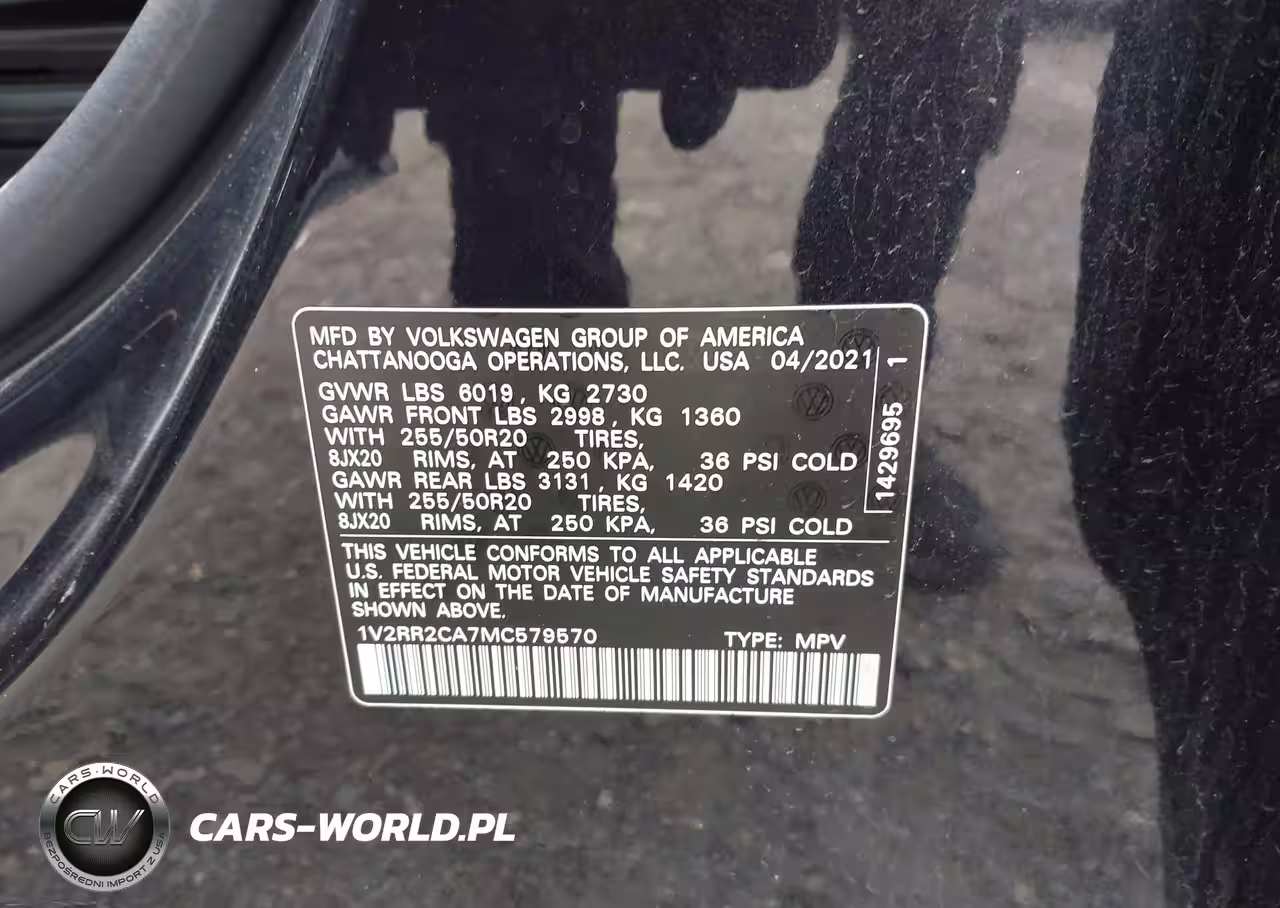 MFD BY VOLKSWAGEN GROUP OF AMERICA
CHATTANOOGA OPERATIONS, LLC. USA 04/2021
GVWR LBS 6019, KG 2730
GAWR FRONT LBS 2998, KG 1360
WITH 255/50R20 TIRES,
8JX20 RIMS, AT 250 KPA, 36 PSI COLD
GAWR REAR LBS 3131, KG 1420
WITH 255/50R20 TIRES,
8JX20 RIMS, AT 250 KPA, 36 PSI COLD
1429695 1
THIS VEHICLE CONFORMS TO ALL APPLICABLE
U.S. FEDERAL MOTOR VEHICLE SAFETY STANDARDS
IN EFFECT ON THE DATE OF MANUFACTURE
SHOWN ABOVE.
1V2RR2CA7MC579570 TYPE: MPV
CARS-WORLD
CW
BEZPOŚREDNI IMPORT Z USA
CARS-WORLD.PL